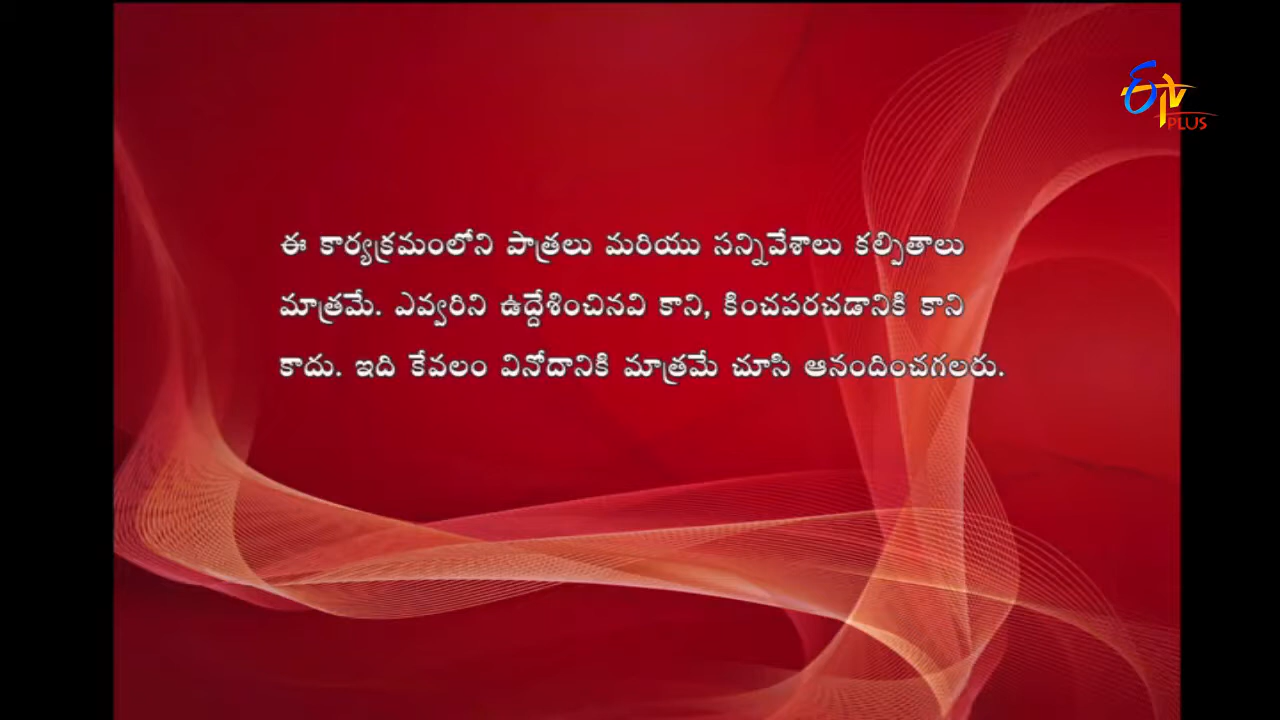 ETV
PLUS
ఈ కార్యక్రమంలోని పాత్రలు మరియు సన్నివేశాలు కల్పితాలు
మాత్రమే. ఎవ్వరిని ఉద్దేశించినవి కాని, కించపరచడానికి కాని
కాదు. ఇది కేవలం వినోదానికి మాత్రమే చూసి ఆనందించగలరు.